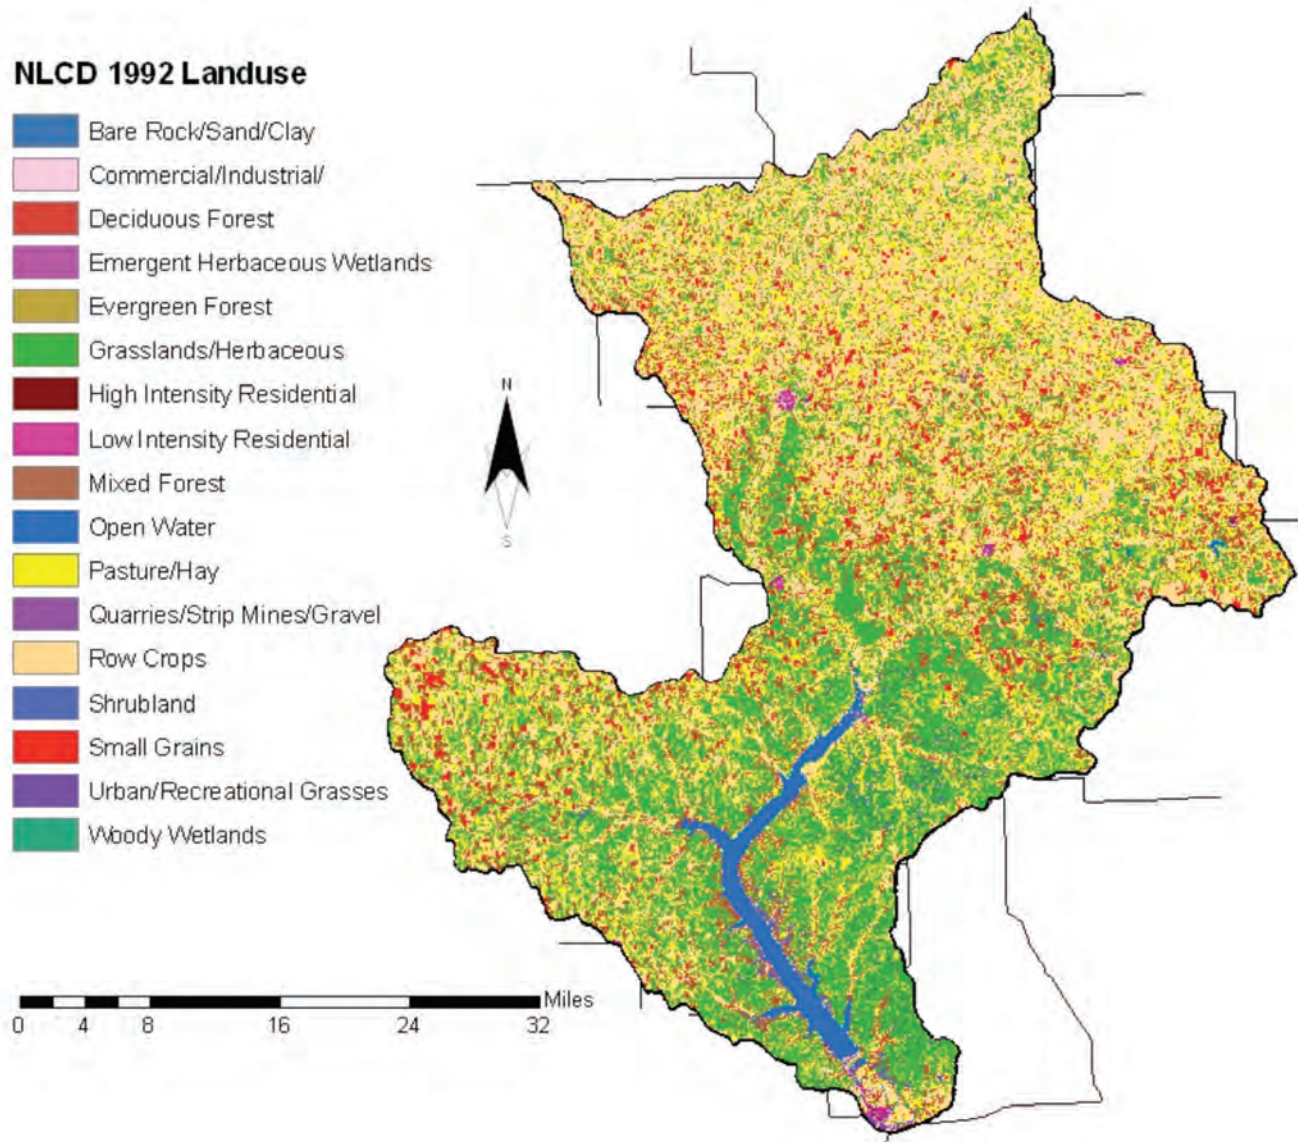 NLCD 1992 Landuse
Bare Rock/Sand/Clay
Commercial/Industrial/
Deciduous Forest
Emergent Herbaceous Wetlands
Evergreen Forest
Grasslands/Herbaceous
High Intensity Residential
Low Intensity Residential
Mixed Forest
Open Water
Pasture/Hay
Quarries/Strip Mines/Gravel
Row Crops
Shrubland
Small Grains
Urban/Recreational Grasses
Woody Wetlands
N
S
Miles
0 4 8 16 24 32